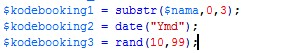 $kodebooking1 = substr($nama,0,3);
$kodebooking2 = date("Ymd");
$kodebooking3 = rand(10,99);